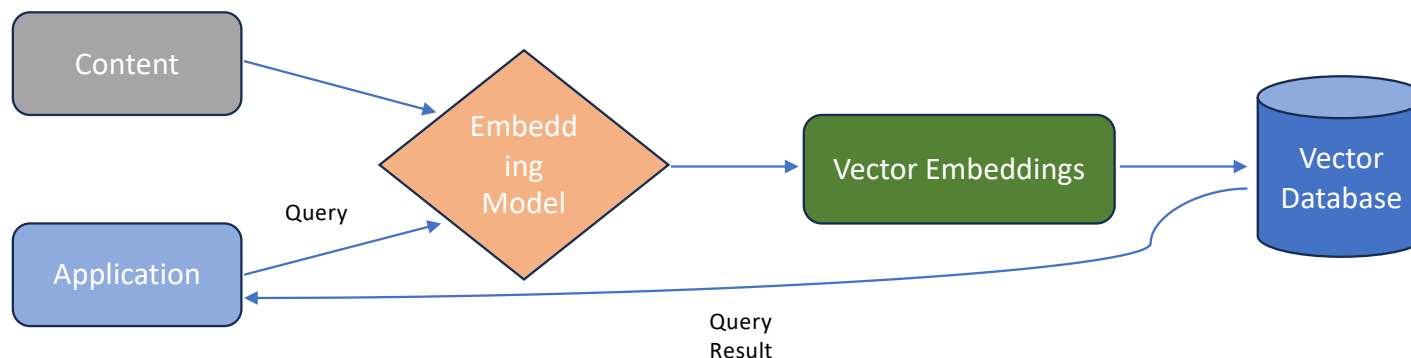 Content
Embedd
ing
Model
Vector Embeddings
Vector
Database
Query
Application
Query
Result